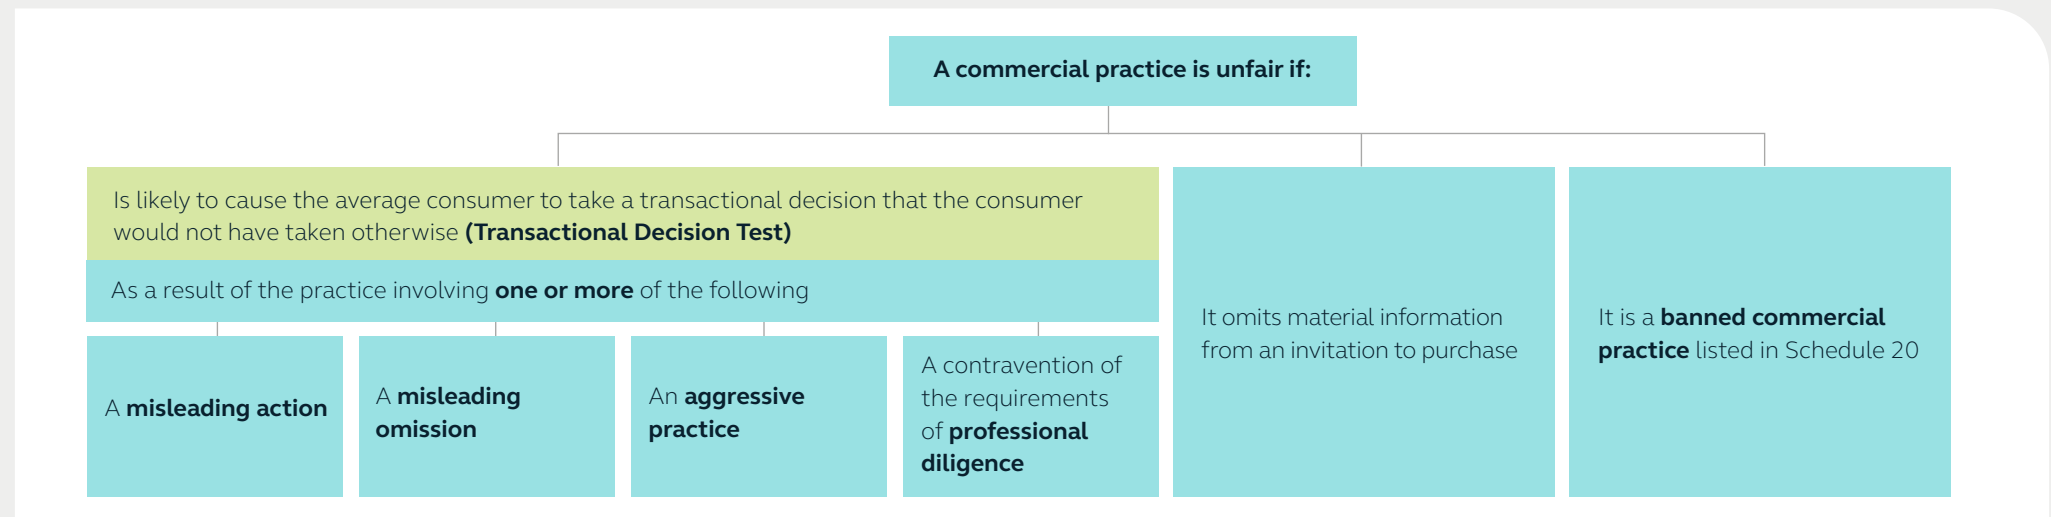 A commercial practice is unfair if:
Is likely to cause the average consumer to take a transactional decision that the consumer
would not have taken otherwise (Transactional Decision Test)
As a result of the practice involving one or more of the following
A misleading action
A misleading
omission
An aggressive
practice
A contravention of
the requirements
of professional
diligence
It omits material information
from an invitation to purchase
It is a banned commercial
practice listed in Schedule 20